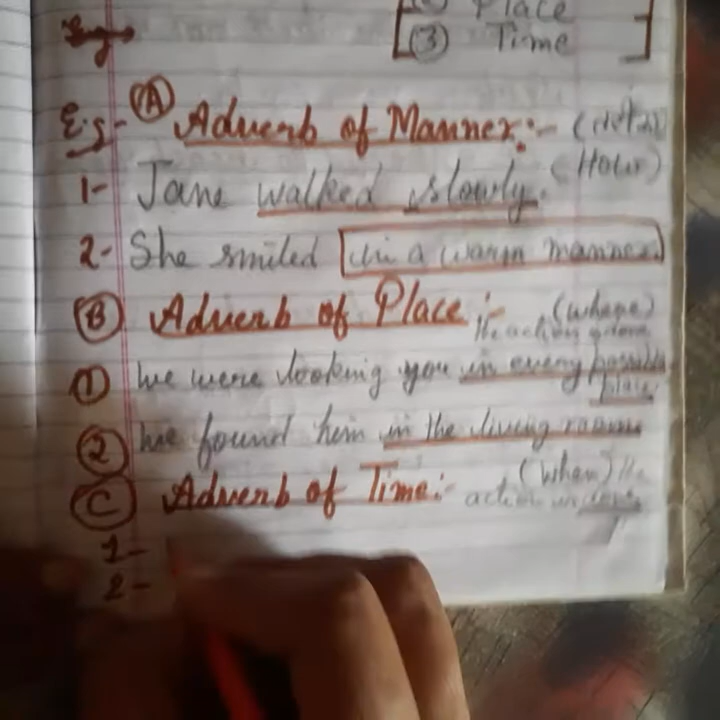 Place
(3) Time
E.g- (A) Adverb of Manner:-
(How)
1- Jane walked slowly.
2- She smiled in a warm manner.
(B) Adverb of Place:- (where)
the action
(1) We were looking you in every possible
place.
(2) We found him in the living room
(C) Adverb of Time:- (when) the
action
1-
2-